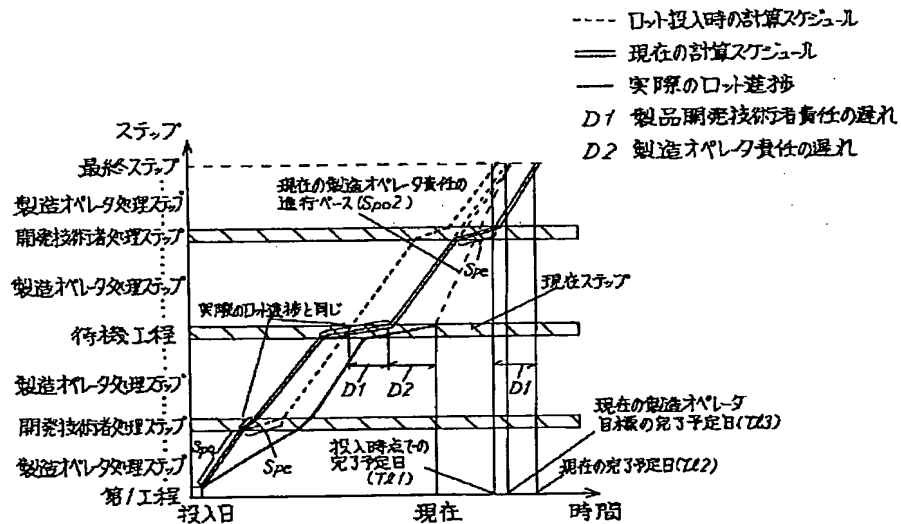 ロット投入時の計算スケジュール
現在の計算スケジュール
実際のロット進捗
D1 製品開発技術者責任の遅れ
D2 製造オペレータ責任の遅れ
ステップ
最終ステップ
製造オペレータ処理ステップ
開発技術者処理ステップ
製造オペレータ処理ステップ
待機工程
製造オペレータ処理ステップ
開発技術者処理ステップ
製造オペレータ処理ステップ
第1工程
現在の製造オペレータ責任の
進行ペース(Spo2)
Spe
現在ステップ
実際のロット進捗と同じ
D1
D2
D1
Spo
Spe
投入時点での
完了予定日
(Tl1)
現在の製造オペレータ
目標の完了予定日(Tl3)
現在の完了予定日(Tl2)
投入日
現在
時間